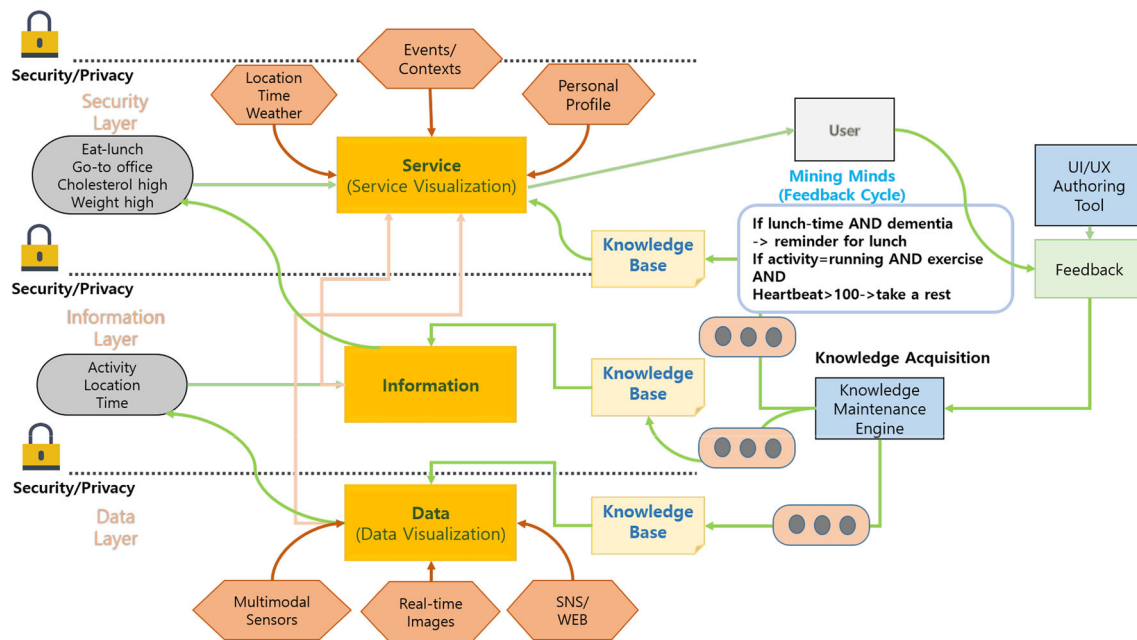 Security/Privacy
Security
Layer
Events/
Contexts
Location
Time
Weather
Personal
Profile
Eat-lunch
Go-to office
Cholesterol high
Weight high
Service
(Service Visualization)
User
Mining Minds
(Feedback Cycle)
UI/UX
Authoring
Tool
If lunch-time AND dementia
-> reminder for lunch
If activity=running AND exercise
AND
Heartbeat>100->take a rest
Knowledge
Base
Feedback
Security/Privacy
Information
Layer
Activity
Location
Time
Information
Knowledge
Base
Knowledge Acquisition
Knowledge
Maintenance
Engine
Security/Privacy
Data
Layer
Data
(Data Visualization)
Knowledge
Base
Multimodal
Sensors
Real-time
Images
SNS/
WEB